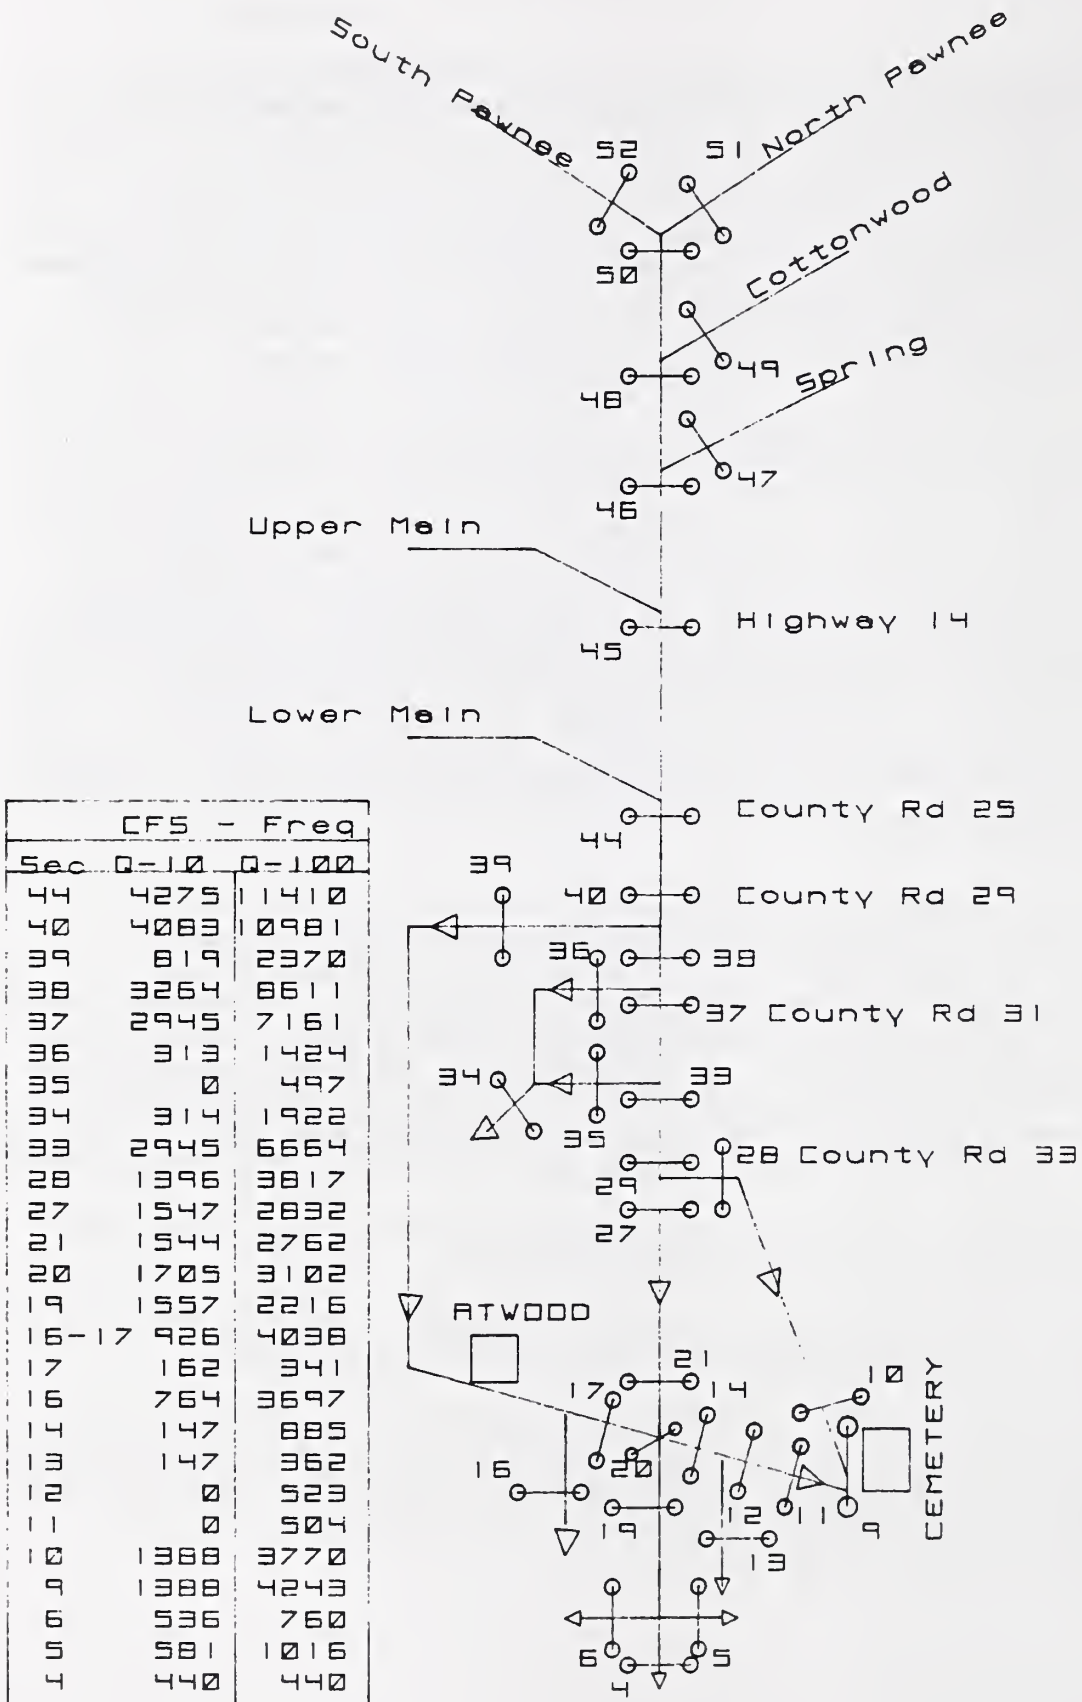 South Pawnee
North Pawnee
52
51
50
Cottonwood
49
48
Spring
47
46
Upper Main
45
Highway 14
Lower Main
44
County Rd 25
39
40
County Rd 29
36
38
37 County Rd 31
34
33
35
28 County Rd 33
29
27
ATWOOD
21
17
14
10
16
20
12
11
9
CEMETERY
19
13
6
5
4
CFS - Freq
Sec Q-10 Q-100
44 4275 11410
40 4083 10981
39 819 2370
38 3264 8611
37 2945 7161
36 313 1424
35 0 497
34 314 1922
33 2945 6664
28 1396 3817
27 1547 2832
21 1544 2762
20 1705 3102
19 1557 2216
16-17 926 4038
17 162 341
16 764 3697
14 147 885
13 147 362
12 0 523
11 0 504
10 1388 3770
9 1388 4243
6 536 760
5 581 1016
4 440 440